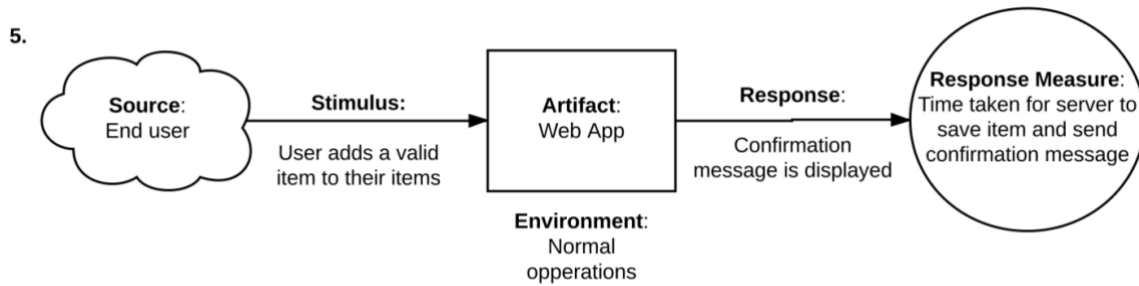 5.
Source:
End user
Stimulus:
User adds a valid
item to their items
Artifact:
Web App
Environment:
Normal
opperations
Response:
Confirmation
message is displayed
Response Measure:
Time taken for server to
save item and send
confirmation message